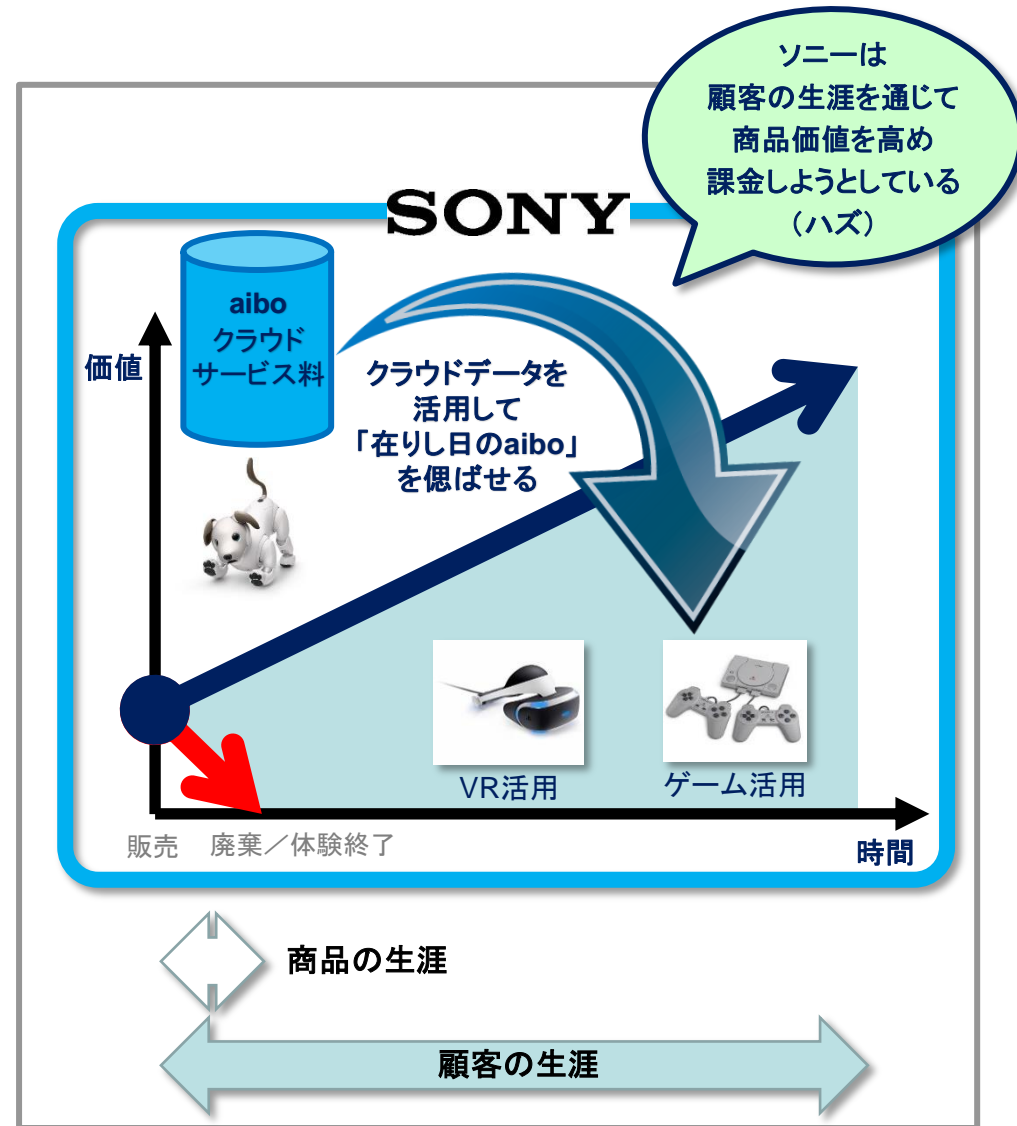 ソニーは
顧客の生涯を通じて
商品価値を高め
課金しようとしている
（ハズ）
SONY
aibo
クラウド
サービス料
価値
クラウドデータを
活用して
「在りし日のaibo」
を偲ばせる
VR活用
ゲーム活用
販売
廃棄／体験終了
時間
商品の生涯
顧客の生涯